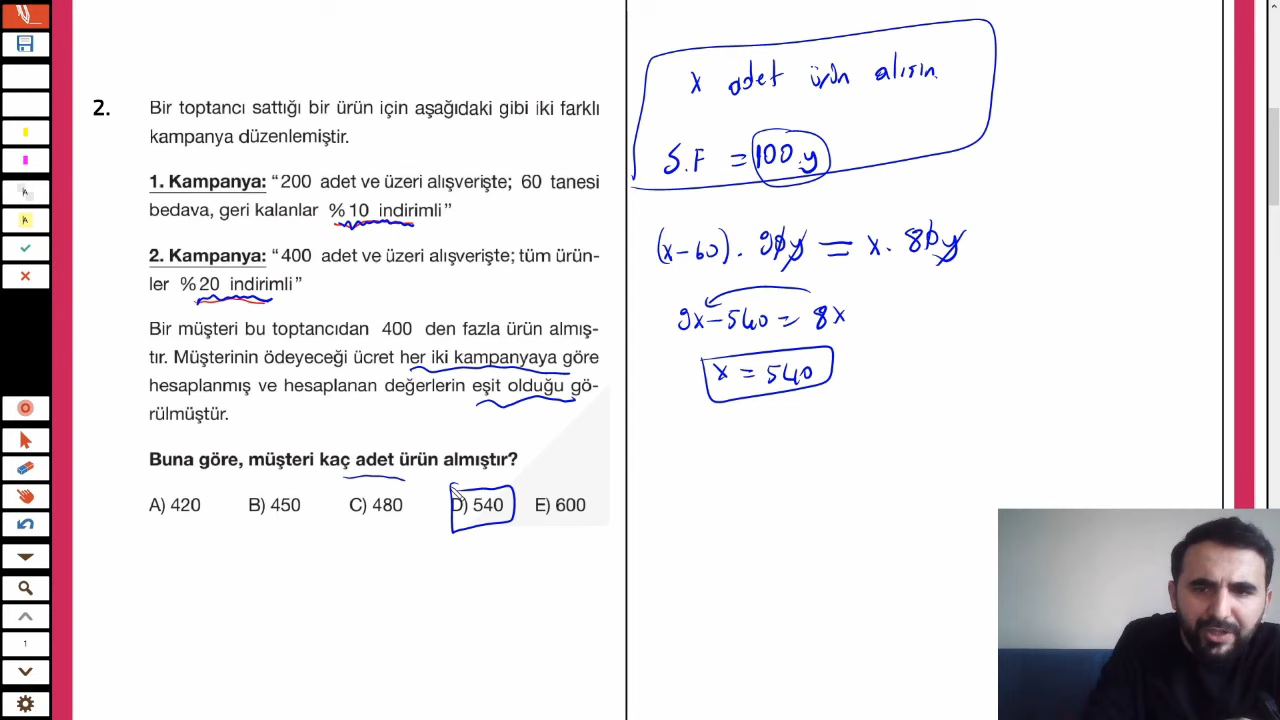 2.
Bir toptancı sattığı bir ürün için aşağıdaki gibi iki farklı
kampanya düzenlemiştir.
1. Kampanya: "200 adet ve üzeri alışverişte; 60 tanesi
bedava, geri kalanlar %10 indirimli"
2. Kampanya: "400 adet ve üzeri alışverişte; tüm ürün-
ler %20 indirimli"
Bir müşteri bu toptancıdan 400 den fazla ürün almış-
tır. Müşterinin ödeyeceği ücret her iki kampanyaya göre
hesaplanmış ve hesaplanan değerlerin eşit olduğu gö-
rülmüştür.
Buna göre, müşteri kaç adet ürün almıştır?
A) 420 B) 450 C) 480 D) 540 E) 600
x adet ürün alısın
S.F = 100.y
(x-60) . 90y = x. 80y
9x-540 = 8x
x = 540
1